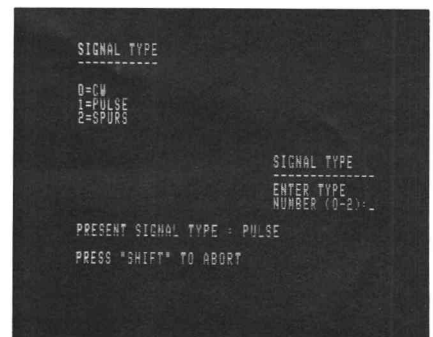 SIGNAL TYPE
-----------
0=CW
1=PULSE
2=SPURS
SIGNAL TYPE
--------------
ENTER TYPE
NUMBER (0-2):_
PRESENT SIGNAL TYPE = PULSE
PRESS "SHIFT" TO ABORT